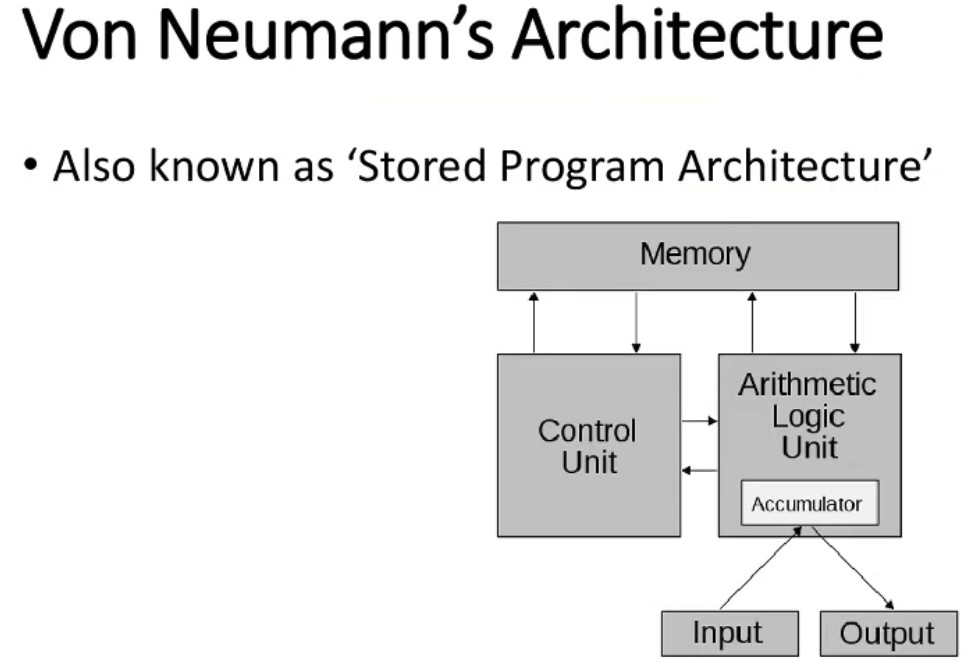 Von Neumann’s Architecture
• Also known as ‘Stored Program Architecture’
Memory
Control
Unit
Arithmetic
Logic
Unit
Accumulator
Input
Output